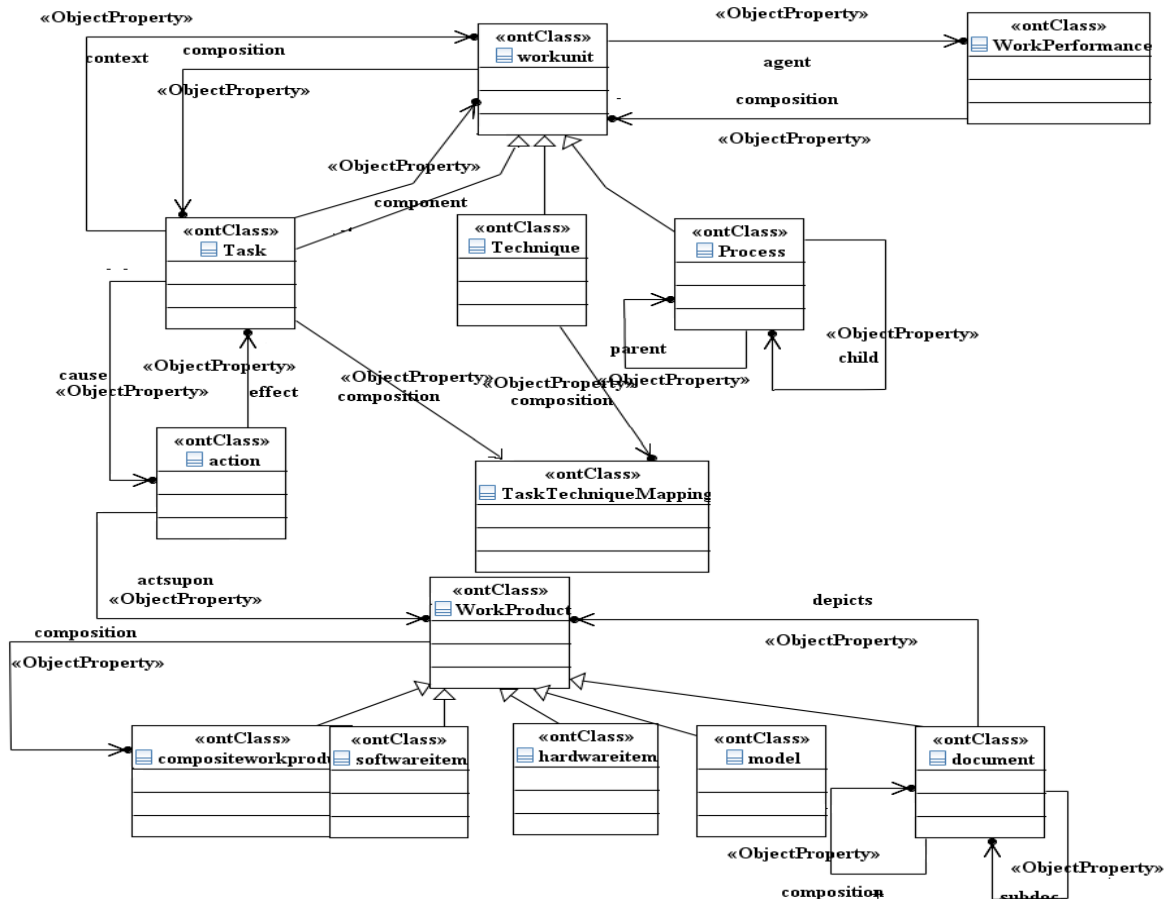 «ObjectProperty»
«ObjectProperty»
«ontClass»
WorkPerformance
«ontClass»
workunit
composition
context
agent
«ObjectProperty»
composition
«ObjectProperty»
«ObjectProperty»
component
«ontClass»
Task
«ontClass»
Technique
«ontClass»
Process
«ObjectProperty»
child
parent
«ObjectProperty»
«ObjectProperty»
effect
cause
«ObjectProperty»
«ObjectProperty»
composition
«ObjectProperty»
composition
«ontClass»
action
«ontClass»
TaskTechniqueMapping
actsupon
«ObjectProperty»
«ontClass»
WorkProduct
depicts
«ObjectProperty»
composition
«ObjectProperty»
«ontClass»
compositeworkprodu
«ontClass»
softwareitem
«ontClass»
hardwareitem
«ontClass»
model
«ontClass»
document
«ObjectProperty»
composition
«ObjectProperty»
subdoc